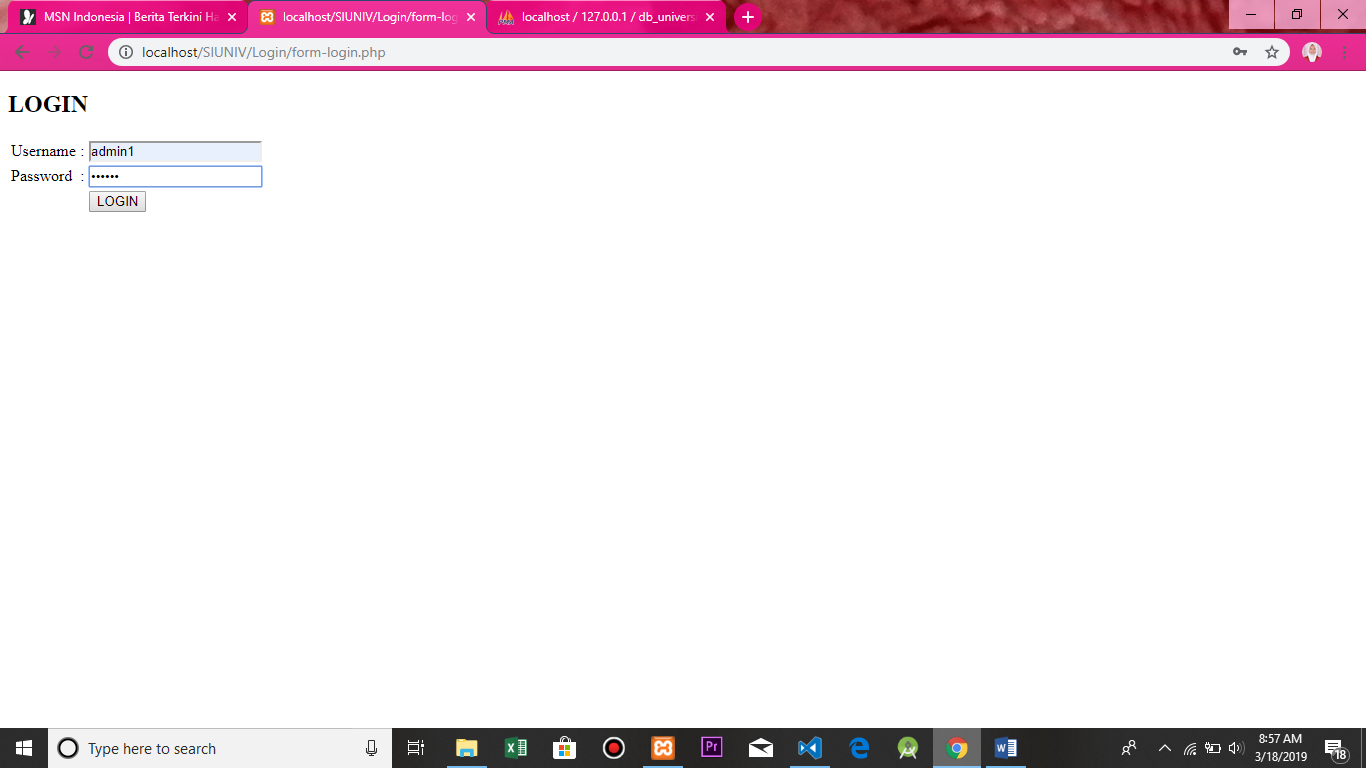 MSN Indonesia | Berita Terkini Ha
localhost/SIUNIV/Login/form-log
localhost / 127.0.0.1 / db_univers
localhost/SIUNIV/Login/form-login.php
LOGIN
Username : admin1
Password : ••••••
LOGIN
Type here to search
Pr
8:57 AM
3/18/2019
18